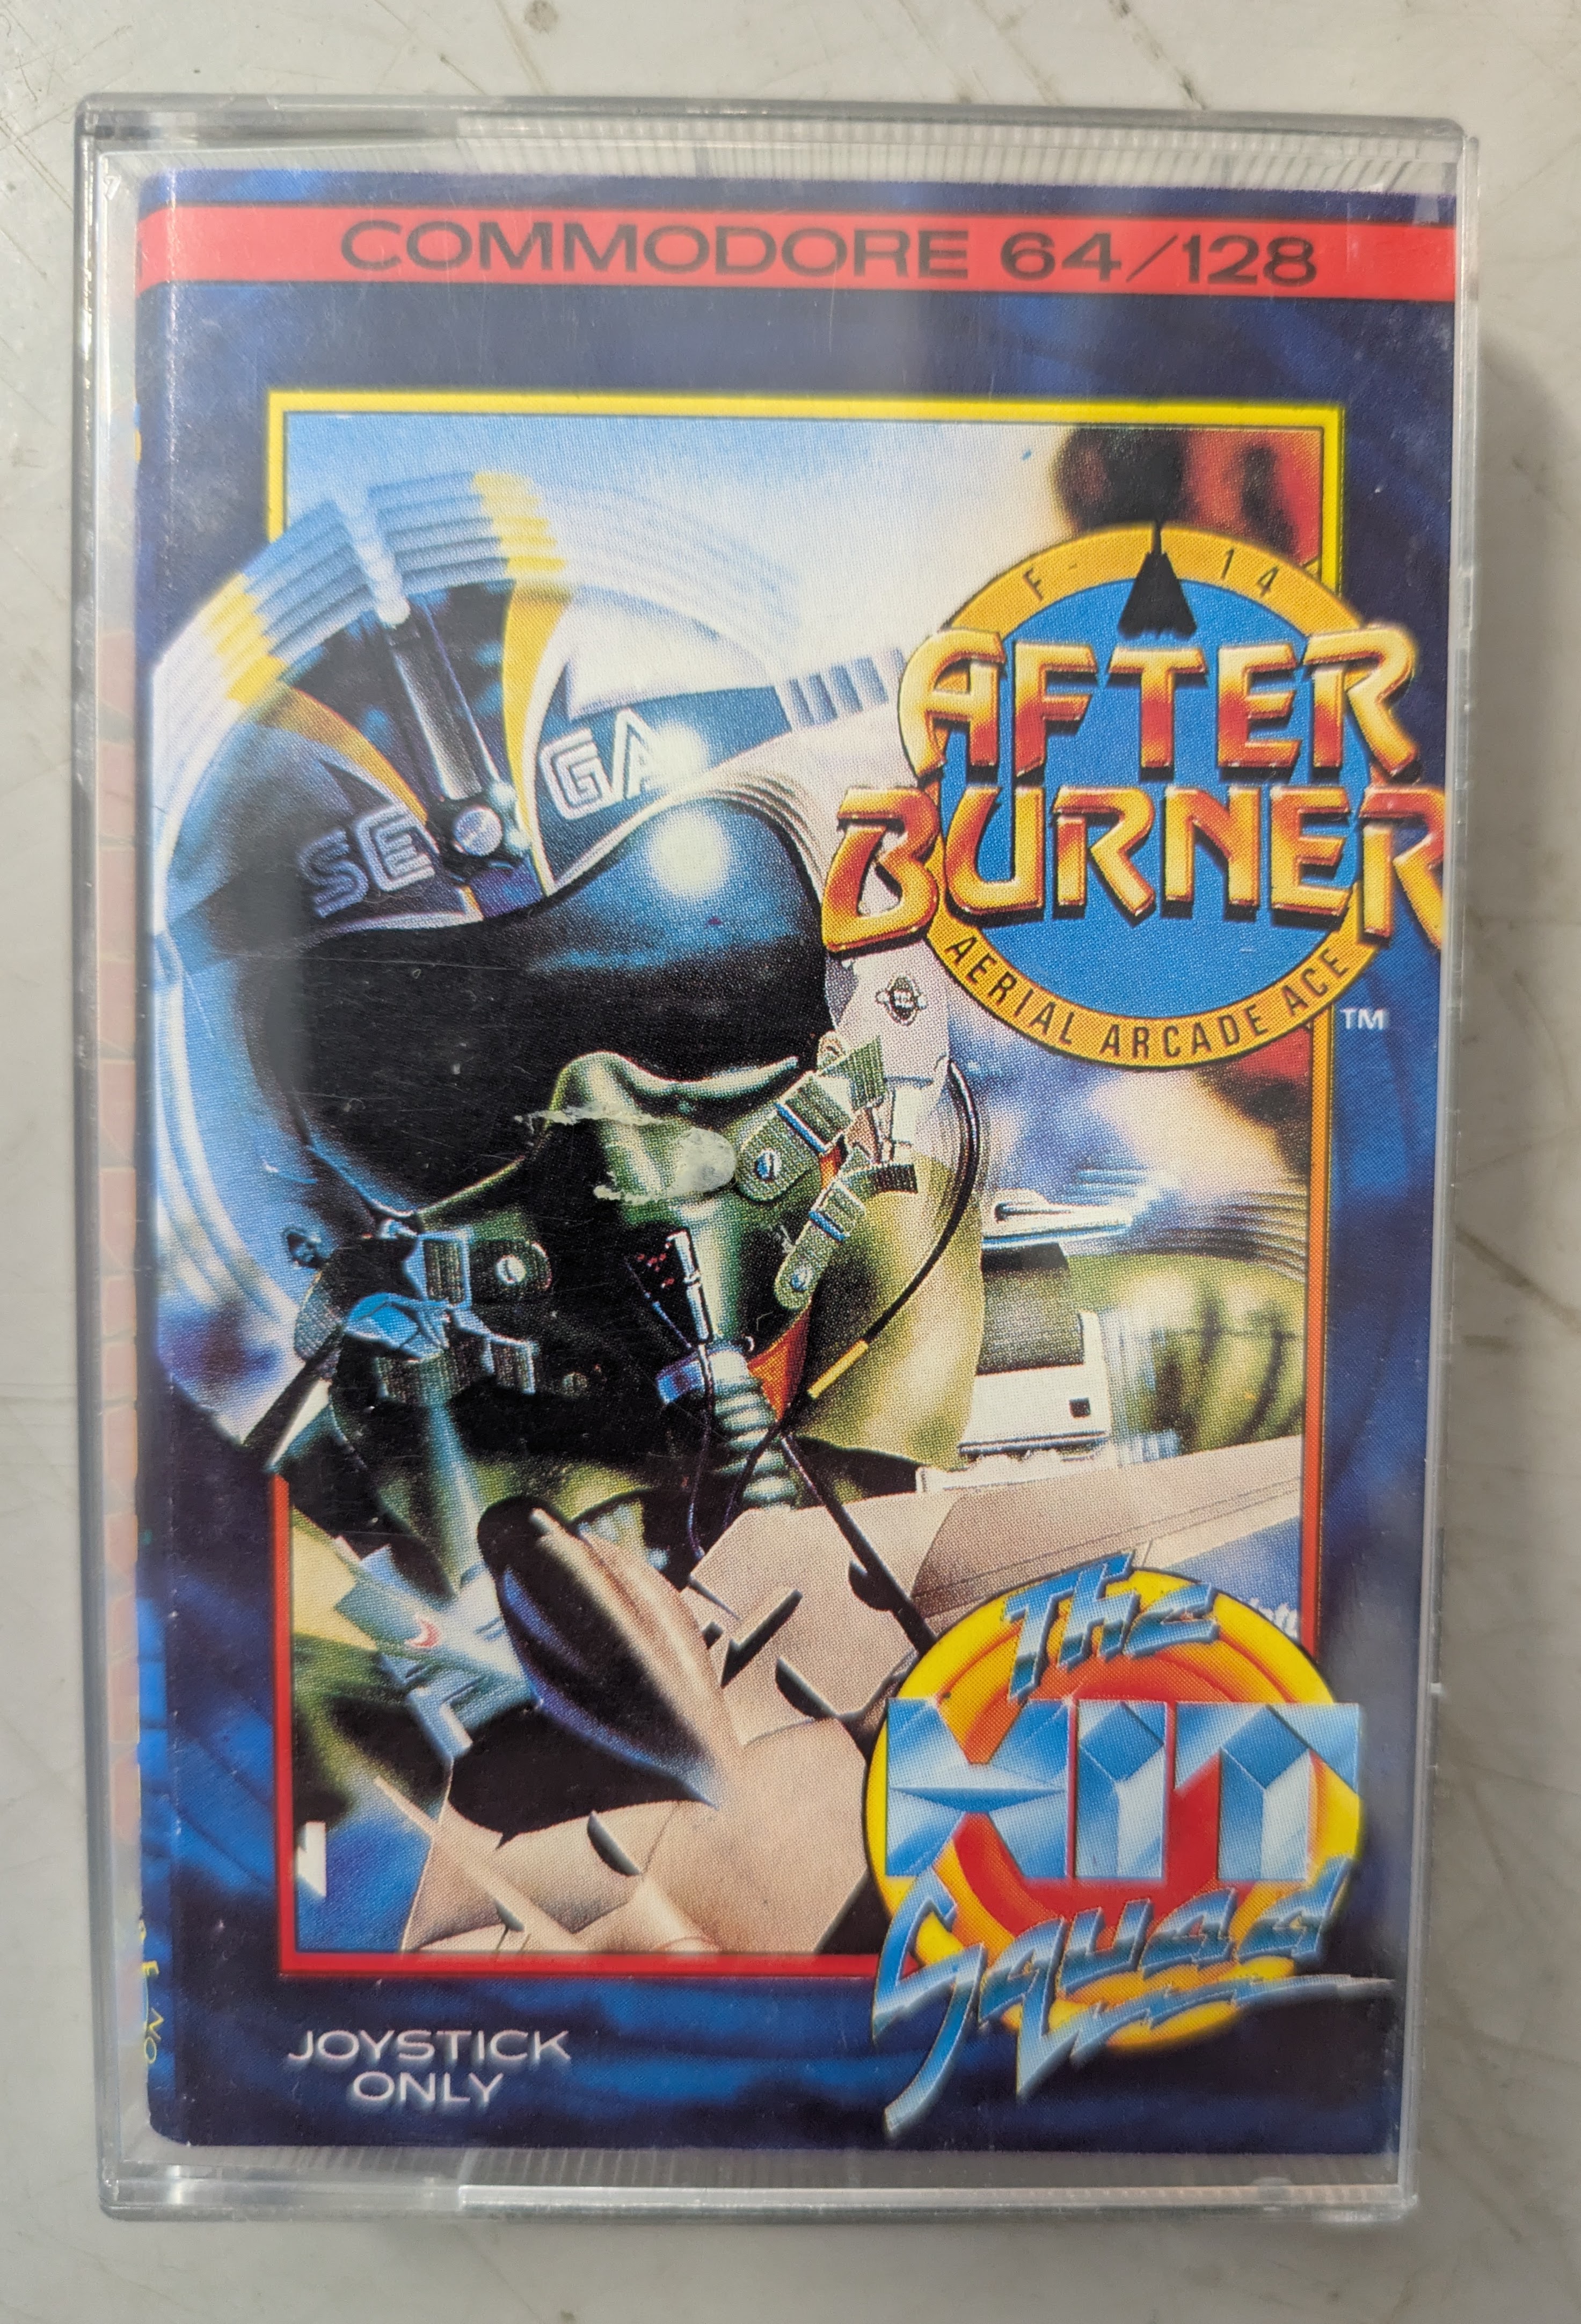 COMMODORE 64/128
F-14
AFTER
BURNER
AERIAL ARCADE ACE
TM
SEGA
The
HIT
Squad
JOYSTICK
ONLY